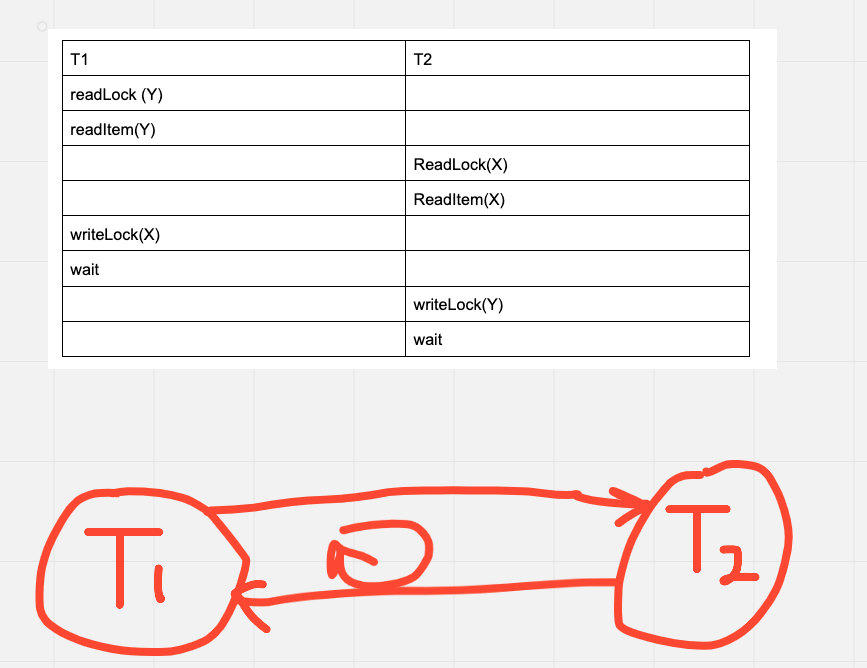 T1 T2
readLock (Y)
readItem(Y)
ReadLock(X)
ReadItem(X)
writeLock(X)
wait
writeLock(Y)
wait
T1 T2